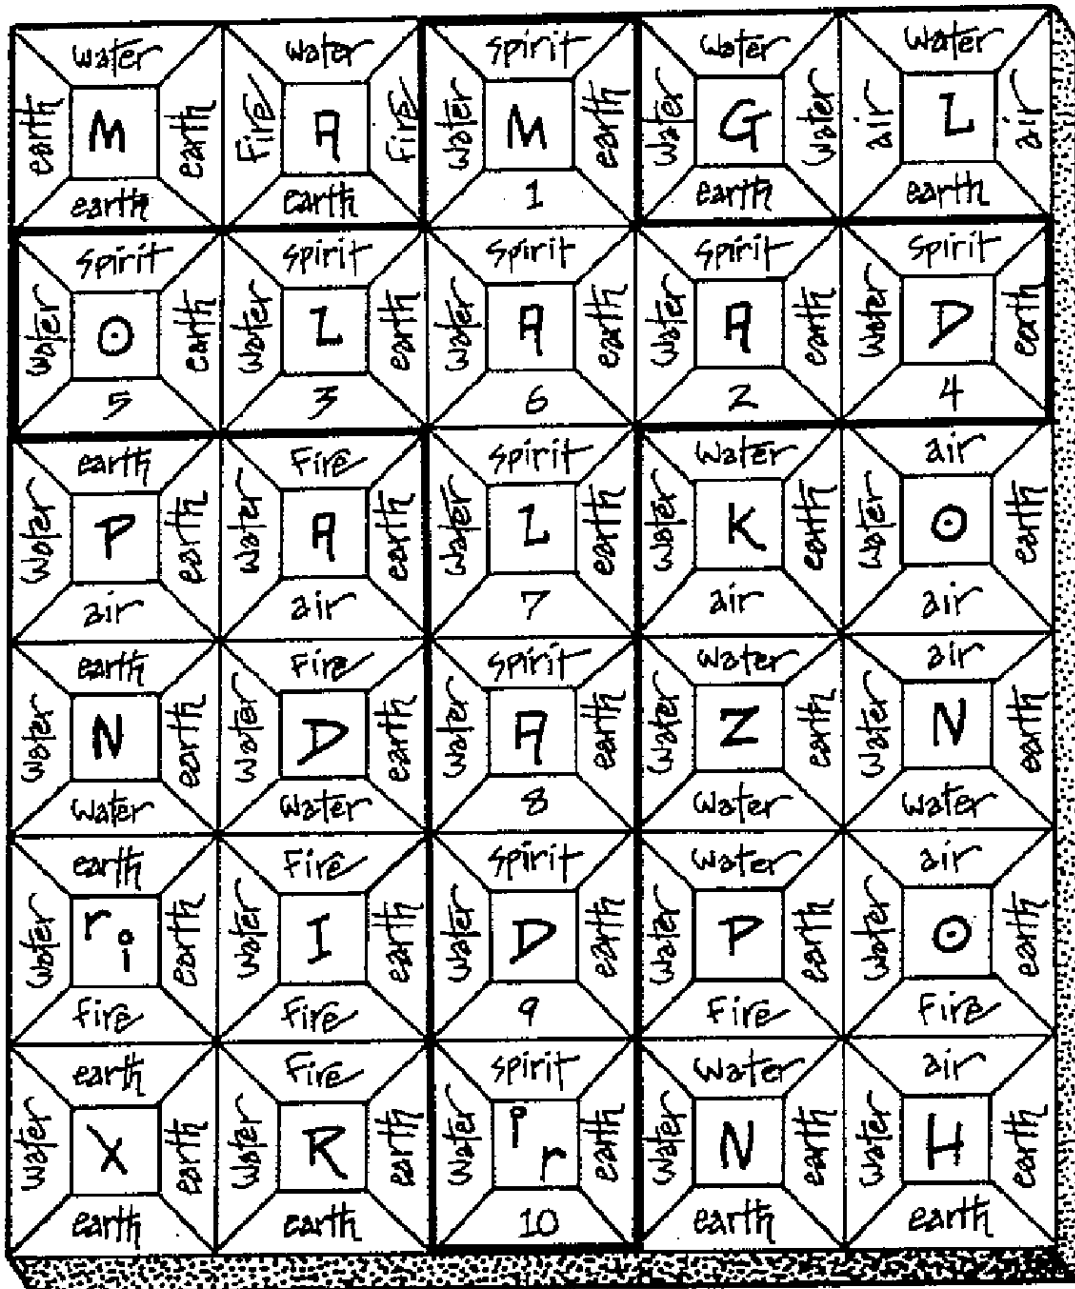 water water spirit water water
earth M earth Fire A Fire water M earth water G water air L air
earth earth 1 earth earth
spirit spirit spirit spirit spirit
water O earth water L earth water A earth water A earth water D earth
5 3 6 2 4
earth Fire spirit water air
water P earth water A earth water L earth water K earth water O earth
air air 7 air air
earth Fire spirit water air
water N earth water D earth water A earth water Z earth water N earth
water water 8 water water
earth Fire spirit water air
water r i earth water I earth water D earth water P earth water O earth
Fire Fire 9 Fire Fire
earth Fire spirit water air
water X earth water R earth water i r earth water N earth water H earth
earth earth 10 earth earth